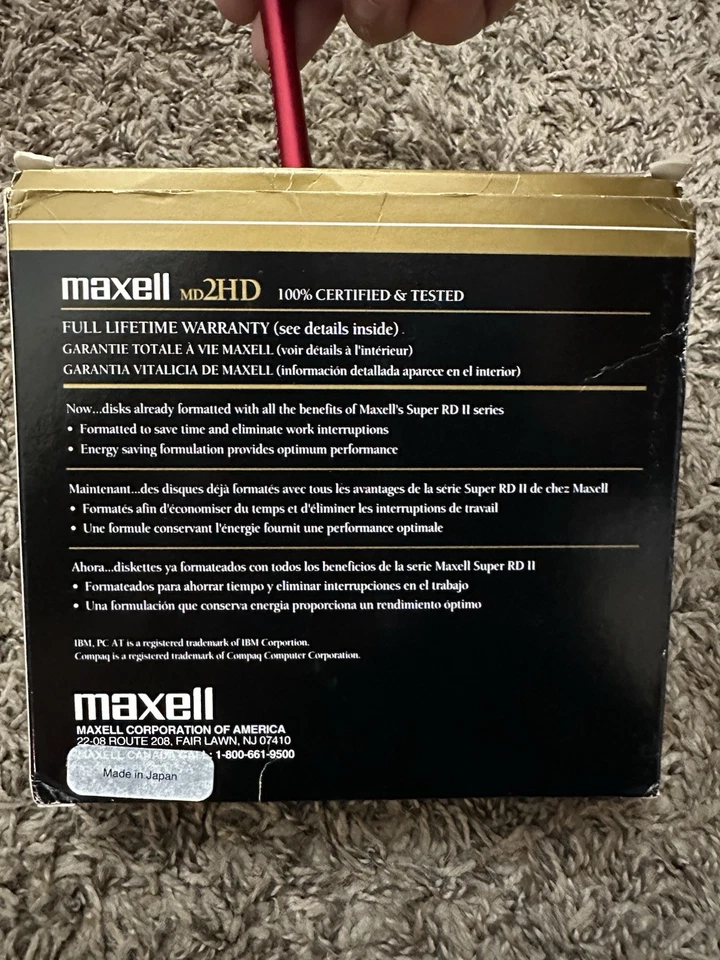 maxell MD2HD 100% CERTIFIED & TESTED
FULL LIFETIME WARRANTY (see details inside).
GARANTIE TOTALE À VIE MAXELL (voir détails à l'intérieur)
GARANTIA VITALICIA DE MAXELL (información detallada aparece en el interior)
Now...disks already formatted with all the benefits of Maxell's Super RD II series
• Formatted to save time and eliminate work interruptions
• Energy saving formulation provides optimum performance
Maintenant...des disques déjà formatés avec tous les avantages de la série Super RD II de chez Maxell
• Formatés afin d'économiser du temps et d'éliminer les interruptions de travail
• Une formule conservant l'énergie fournit une performance optimale
Ahora...diskettes ya formateados con todos los beneficios de la serie Maxell Super RD II
• Formateados para ahorrar tiempo y eliminar interrupciones en el trabajo
• Una formulación que conserva energia proporciona un rendimiento óptimo
IBM, PC AT is a registered trademark of IBM Corportion.
Compaq is a registered trademark of Compaq Computer Corporation.
maxell
MAXELL CORPORATION OF AMERICA
22-08 ROUTE 208, FAIR LAWN, NJ 07410
MAXELL CANADA CALL: 1-800-661-9500
Made in Japan